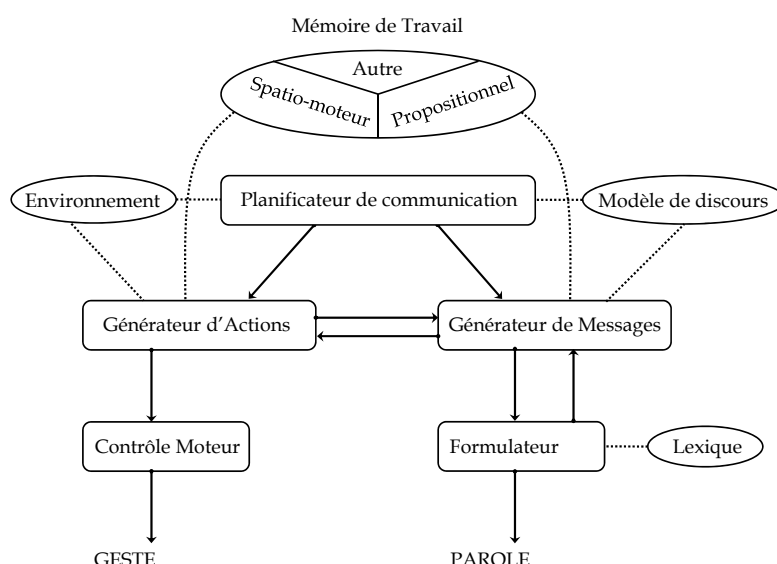 Mémoire de Travail
Autre
Spatio-moteur
Propositionnel
Environnement
Planificateur de communication
Modèle de discours
Générateur d'Actions
Générateur de Messages
Contrôle Moteur
Formulateur
Lexique
GESTE
PAROLE